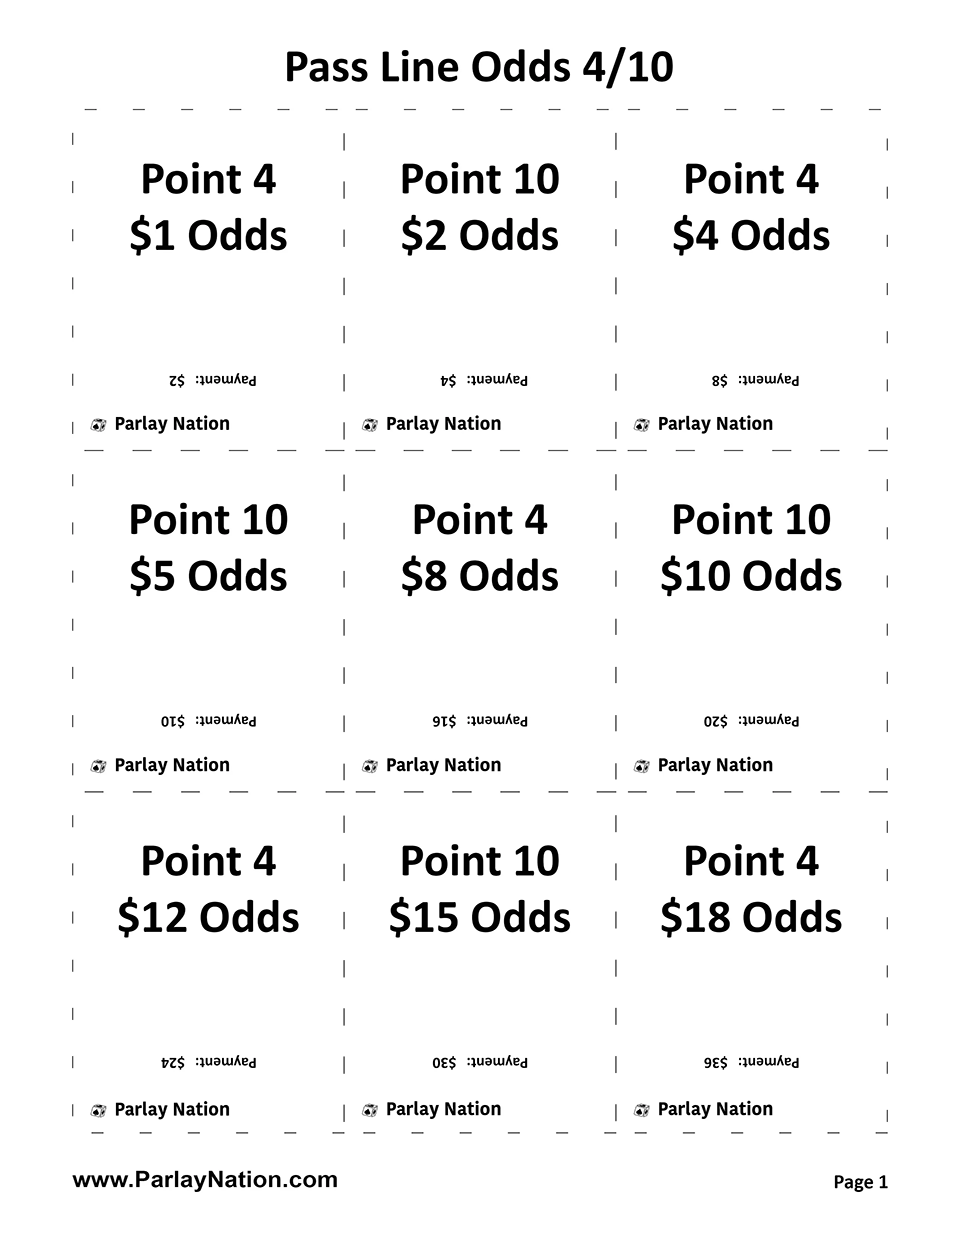 Pass Line Odds 4/10
Point 4
$1 Odds
Payment: $2
Parlay Nation
Point 10
$2 Odds
Payment: $4
Parlay Nation
Point 4
$4 Odds
Payment: $8
Parlay Nation
Point 10
$5 Odds
Payment: $10
Parlay Nation
Point 4
$8 Odds
Payment: $16
Parlay Nation
Point 10
$10 Odds
Payment: $20
Parlay Nation
Point 4
$12 Odds
Payment: $24
Parlay Nation
Point 10
$15 Odds
Payment: $30
Parlay Nation
Point 4
$18 Odds
Payment: $36
Parlay Nation
www.ParlayNation.com
Page 1